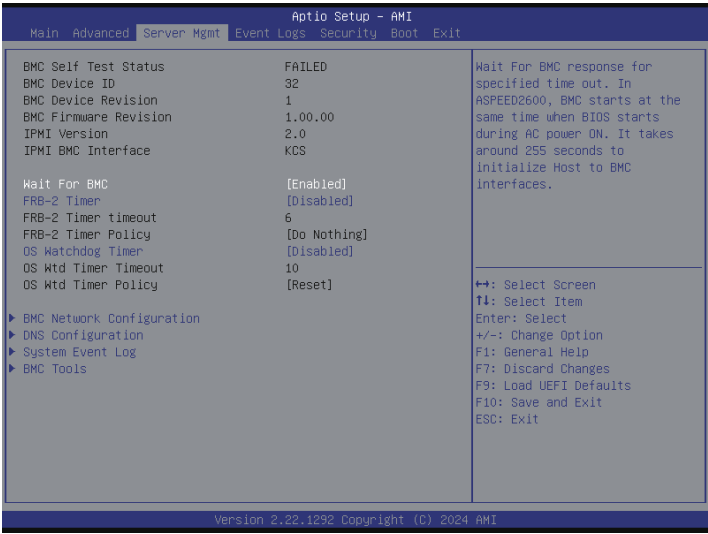 Aptio Setup – AMI
Main Advanced Server Mgmt Event Logs Security Boot Exit
BMC Self Test Status FAILED
BMC Device ID 32
BMC Device Revision 1
BMC Firmware Revision 1.00.00
IPMI Version 2.0
IPMI BMC Interface KCS
Wait For BMC [Enabled]
FRB-2 Timer [Disabled]
FRB-2 Timer timeout 6
FRB-2 Timer Policy [Do Nothing]
OS Watchdog Timer [Disabled]
OS Wtd Timer Timeout 10
OS Wtd Timer Policy [Reset]
BMC Network Configuration
DNS Configuration
System Event Log
BMC Tools
Wait For BMC response for
specified time out. In
ASPEED2600, BMC starts at the
same time when BIOS starts
during AC power ON. It takes
around 255 seconds to
initialize Host to BMC
interfaces.
↔: Select Screen
↑↓: Select Item
Enter: Select
+/-: Change Option
F1: General Help
F7: Discard Changes
F9: Load UEFI Defaults
F10: Save and Exit
ESC: Exit
Version 2.22.1292 Copyright (C) 2024 AMI